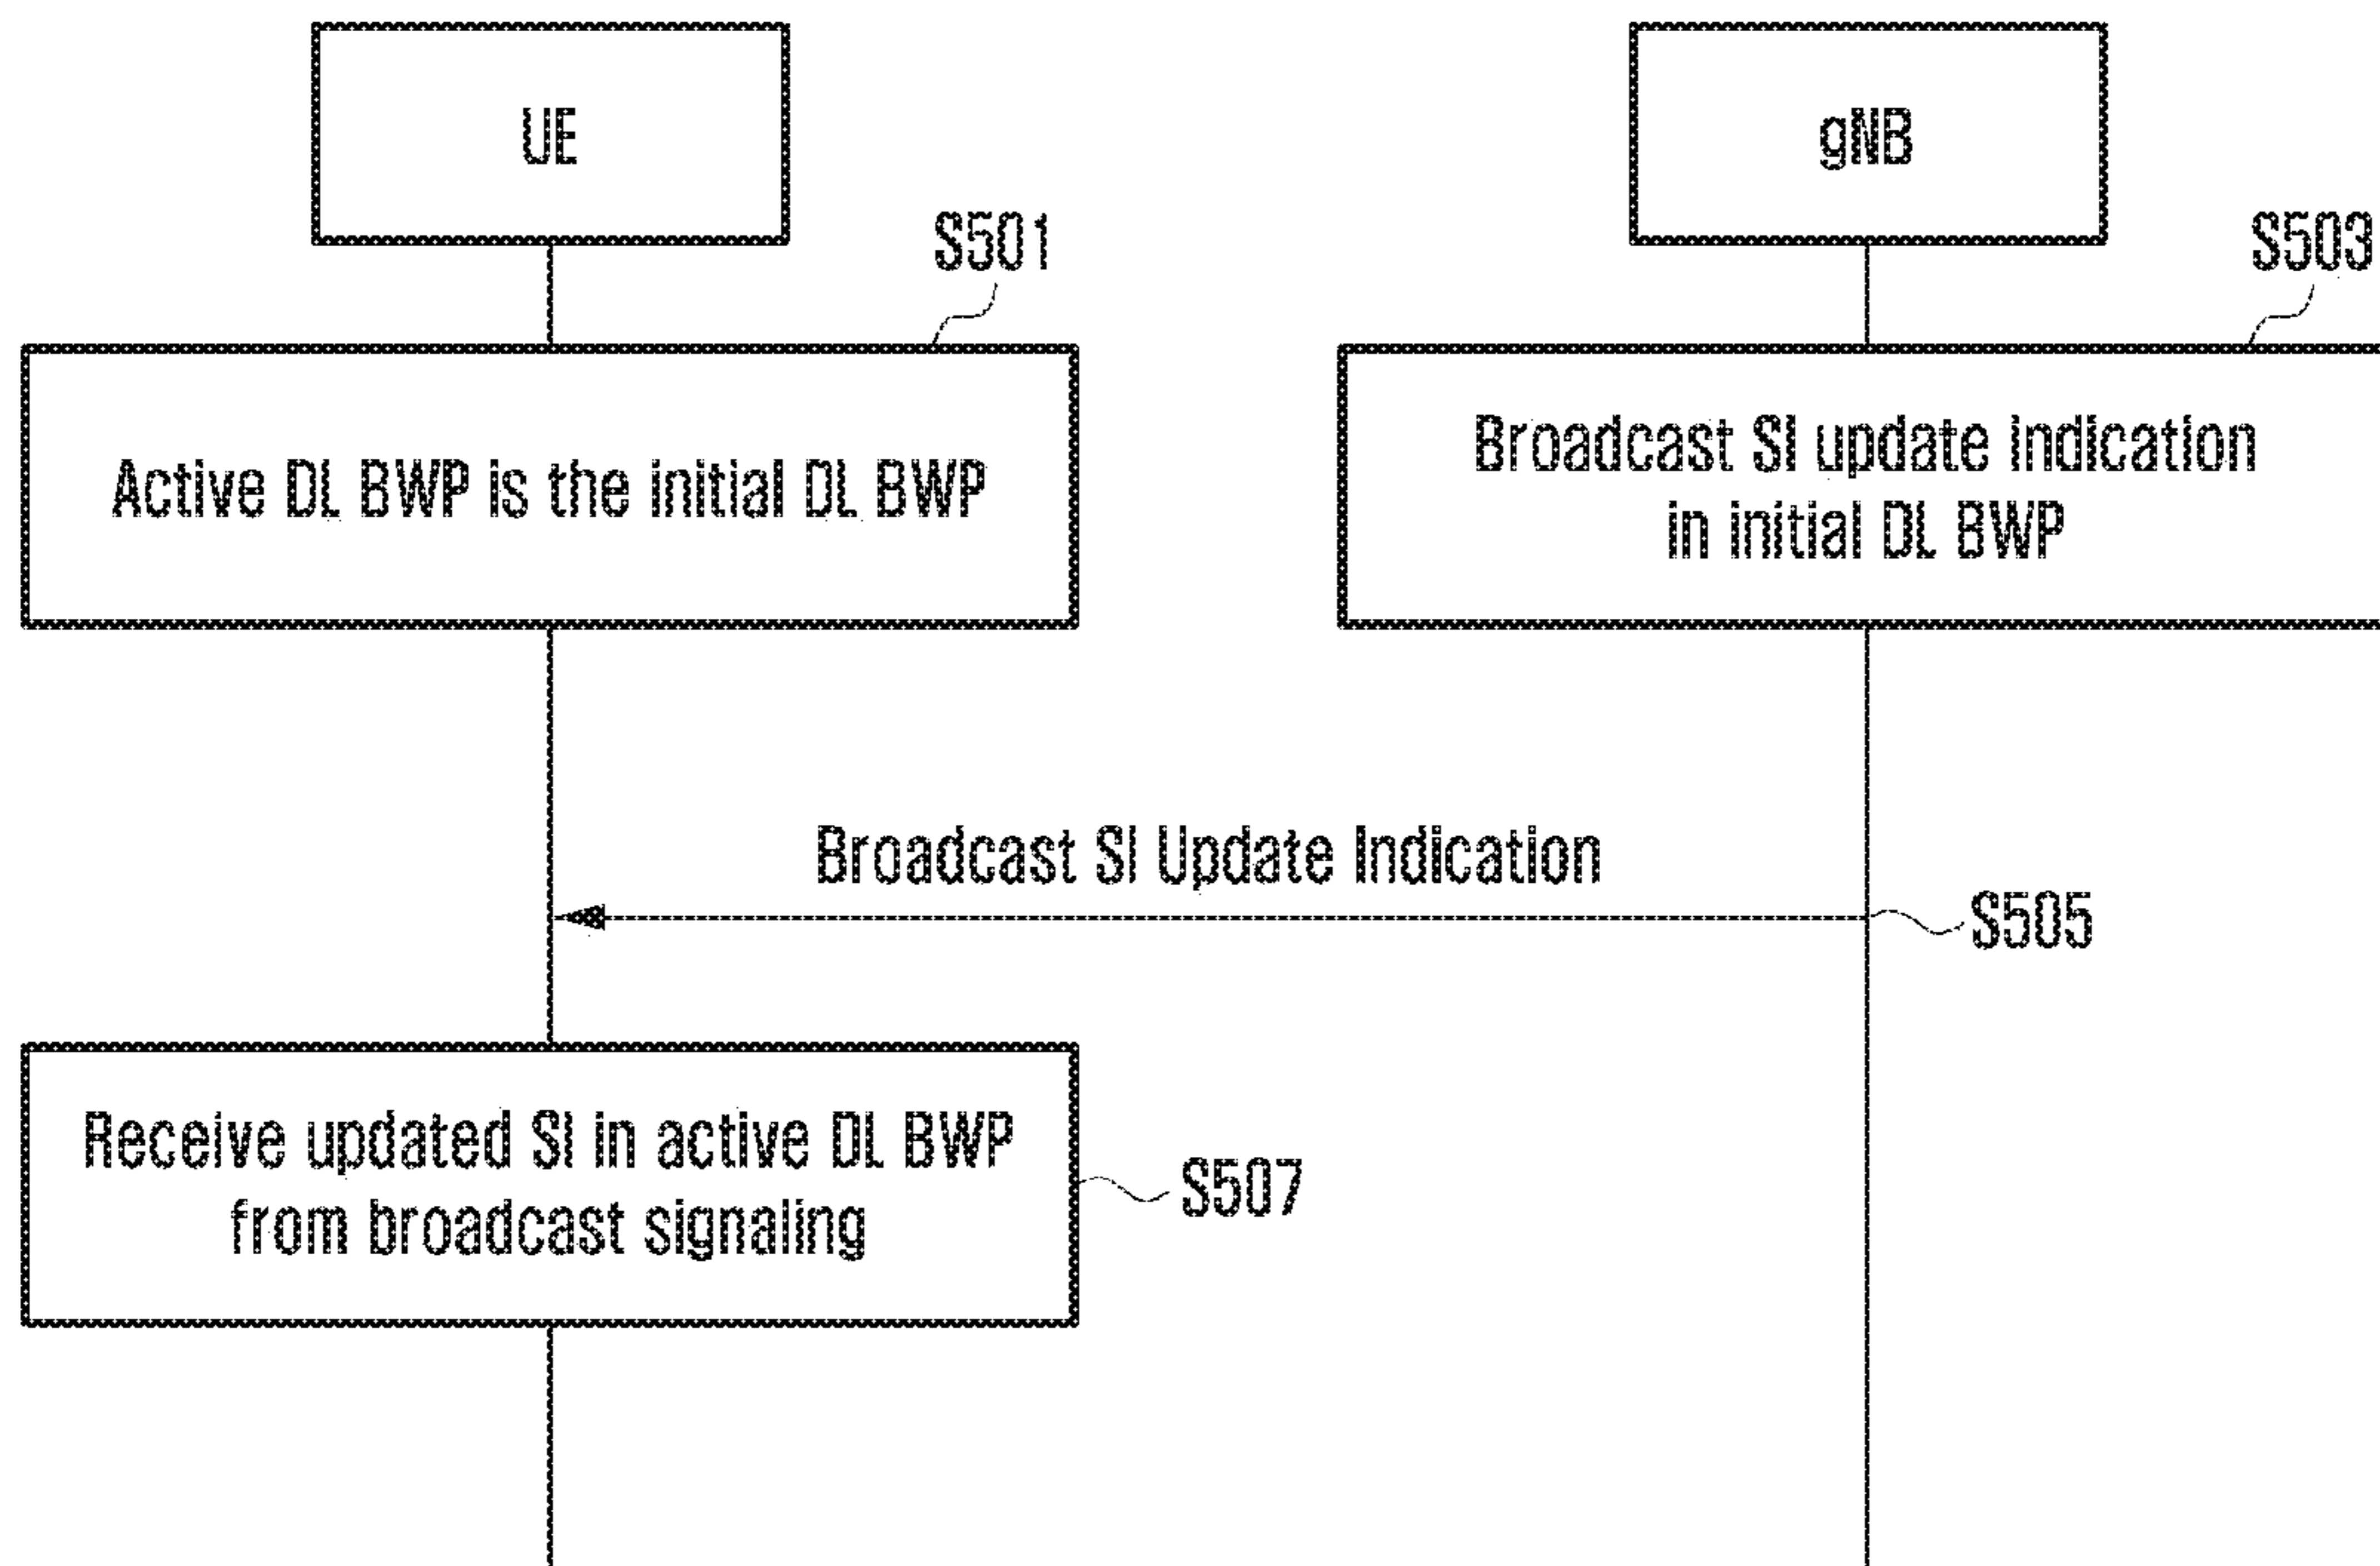 UE
gNB
S501
S503
Active DL BWP is the initial DL BWP
Broadcast SI update indication
in initial DL BWP
Broadcast SI Update Indication
S505
Receive updated SI in active DL BWP
from broadcast signaling
S507